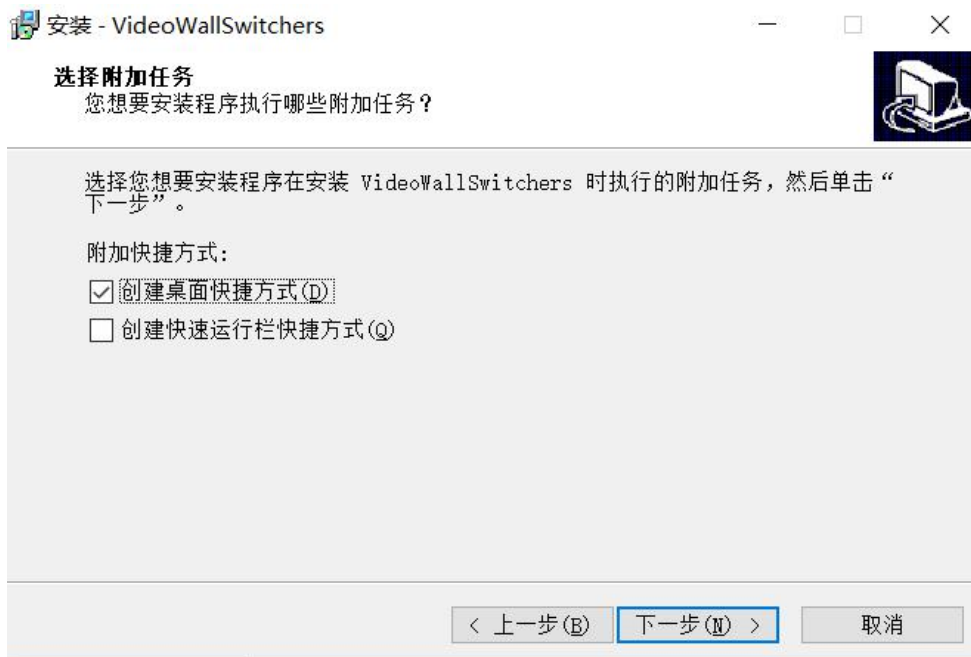 安装 - VideoWallSwitchers
选择附加任务
您想要安装程序执行哪些附加任务？
选择您想要安装程序在安装 VideoWallSwitchers 时执行的附加任务，然后单击“
下一步”。
附加快捷方式:
创建桌面快捷方式(D)
创建快速运行栏快捷方式(Q)
< 上一步(B) 下一步(N) > 取消